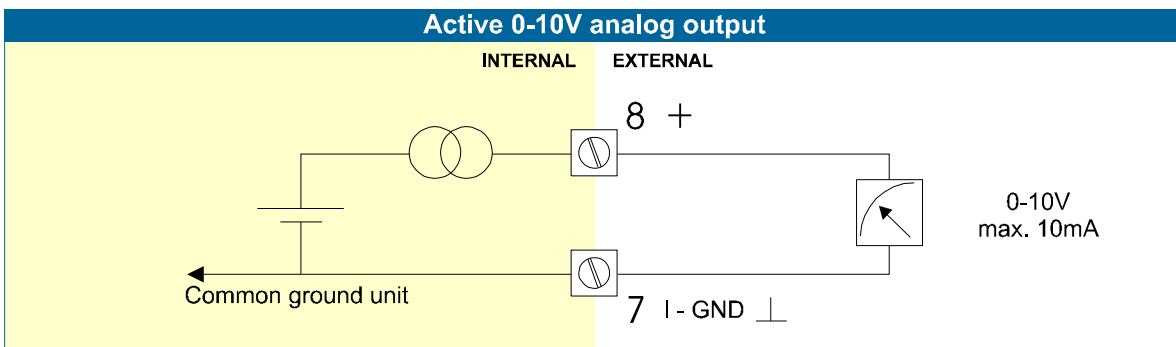 Active 0-10V analog output
INTERNAL EXTERNAL
8 +
0-10V
max. 10mA
Common ground unit
7 I - GND ⊥